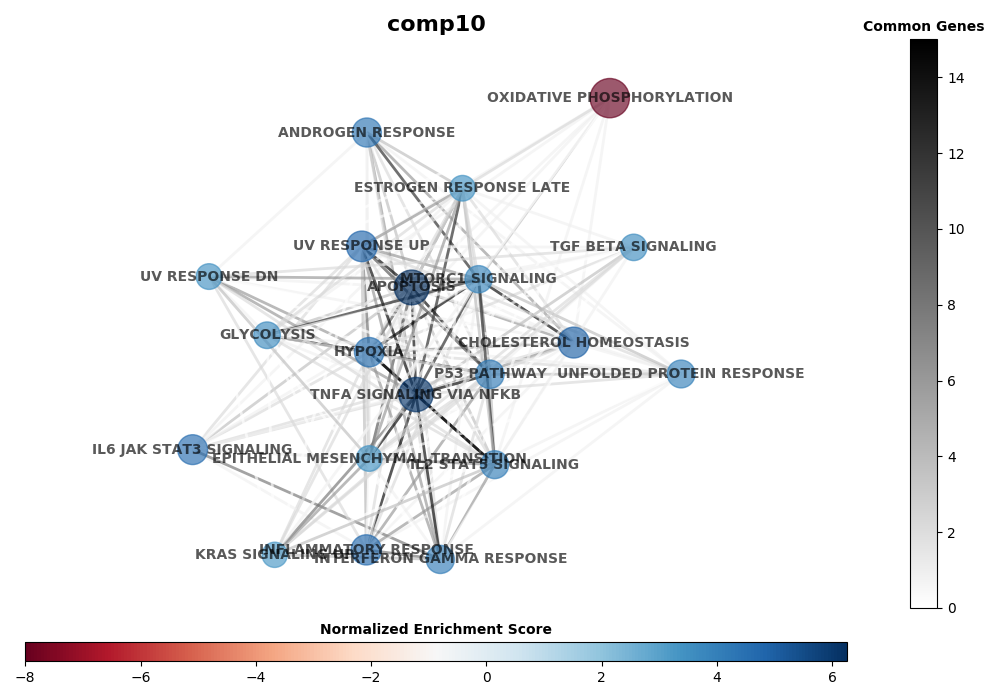 comp10
Common Genes
OXIDATIVE PHOSPHORYLATION
ANDROGEN RESPONSE
ESTROGEN RESPONSE LATE
UV RESPONSE UP
TGF BETA SIGNALING
UV RESPONSE DN
MTORC1 SIGNALING
APOPTOSIS
GLYCOLYSIS
CHOLESTEROL HOMEOSTASIS
HYPOXIA
P53 PATHWAY
UNFOLDED PROTEIN RESPONSE
TNFA SIGNALING VIA NFKB
IL6 JAK STAT3 SIGNALING
EPITHELIAL MESENCHYMAL TRANSITION
IL2 STAT5 SIGNALING
KRAS SIGNALING UP
INFLAMMATORY RESPONSE
INTERFERON GAMMA RESPONSE
14
12
10
8
6
4
2
0
Normalized Enrichment Score
−8 −6 −4 −2 0 2 4 6